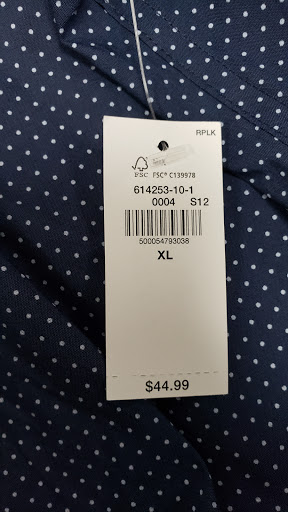 RPLK
FSC
FSC® C139978
614253-10-1
0004 S12
500054793038
XL
$44.99